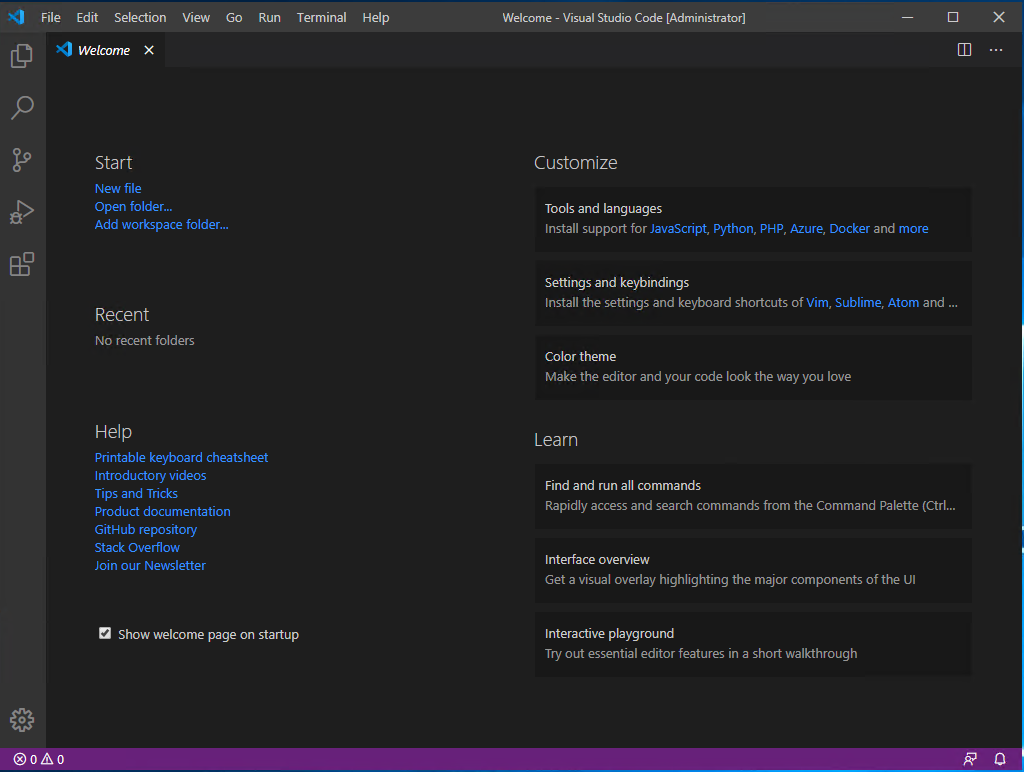 File Edit Selection View Go Run Terminal Help Welcome - Visual Studio Code [Administrator]
Welcome
Start
New file
Open folder...
Add workspace folder...
Recent
No recent folders
Help
Printable keyboard cheatsheet
Introductory videos
Tips and Tricks
Product documentation
GitHub repository
Stack Overflow
Join our Newsletter
Show welcome page on startup
Customize
Tools and languages
Install support for JavaScript, Python, PHP, Azure, Docker and more
Settings and keybindings
Install the settings and keyboard shortcuts of Vim, Sublime, Atom and ...
Color theme
Make the editor and your code look the way you love
Learn
Find and run all commands
Rapidly access and search commands from the Command Palette (Ctrl...
Interface overview
Get a visual overlay highlighting the major components of the UI
Interactive playground
Try out essential editor features in a short walkthrough
0 0